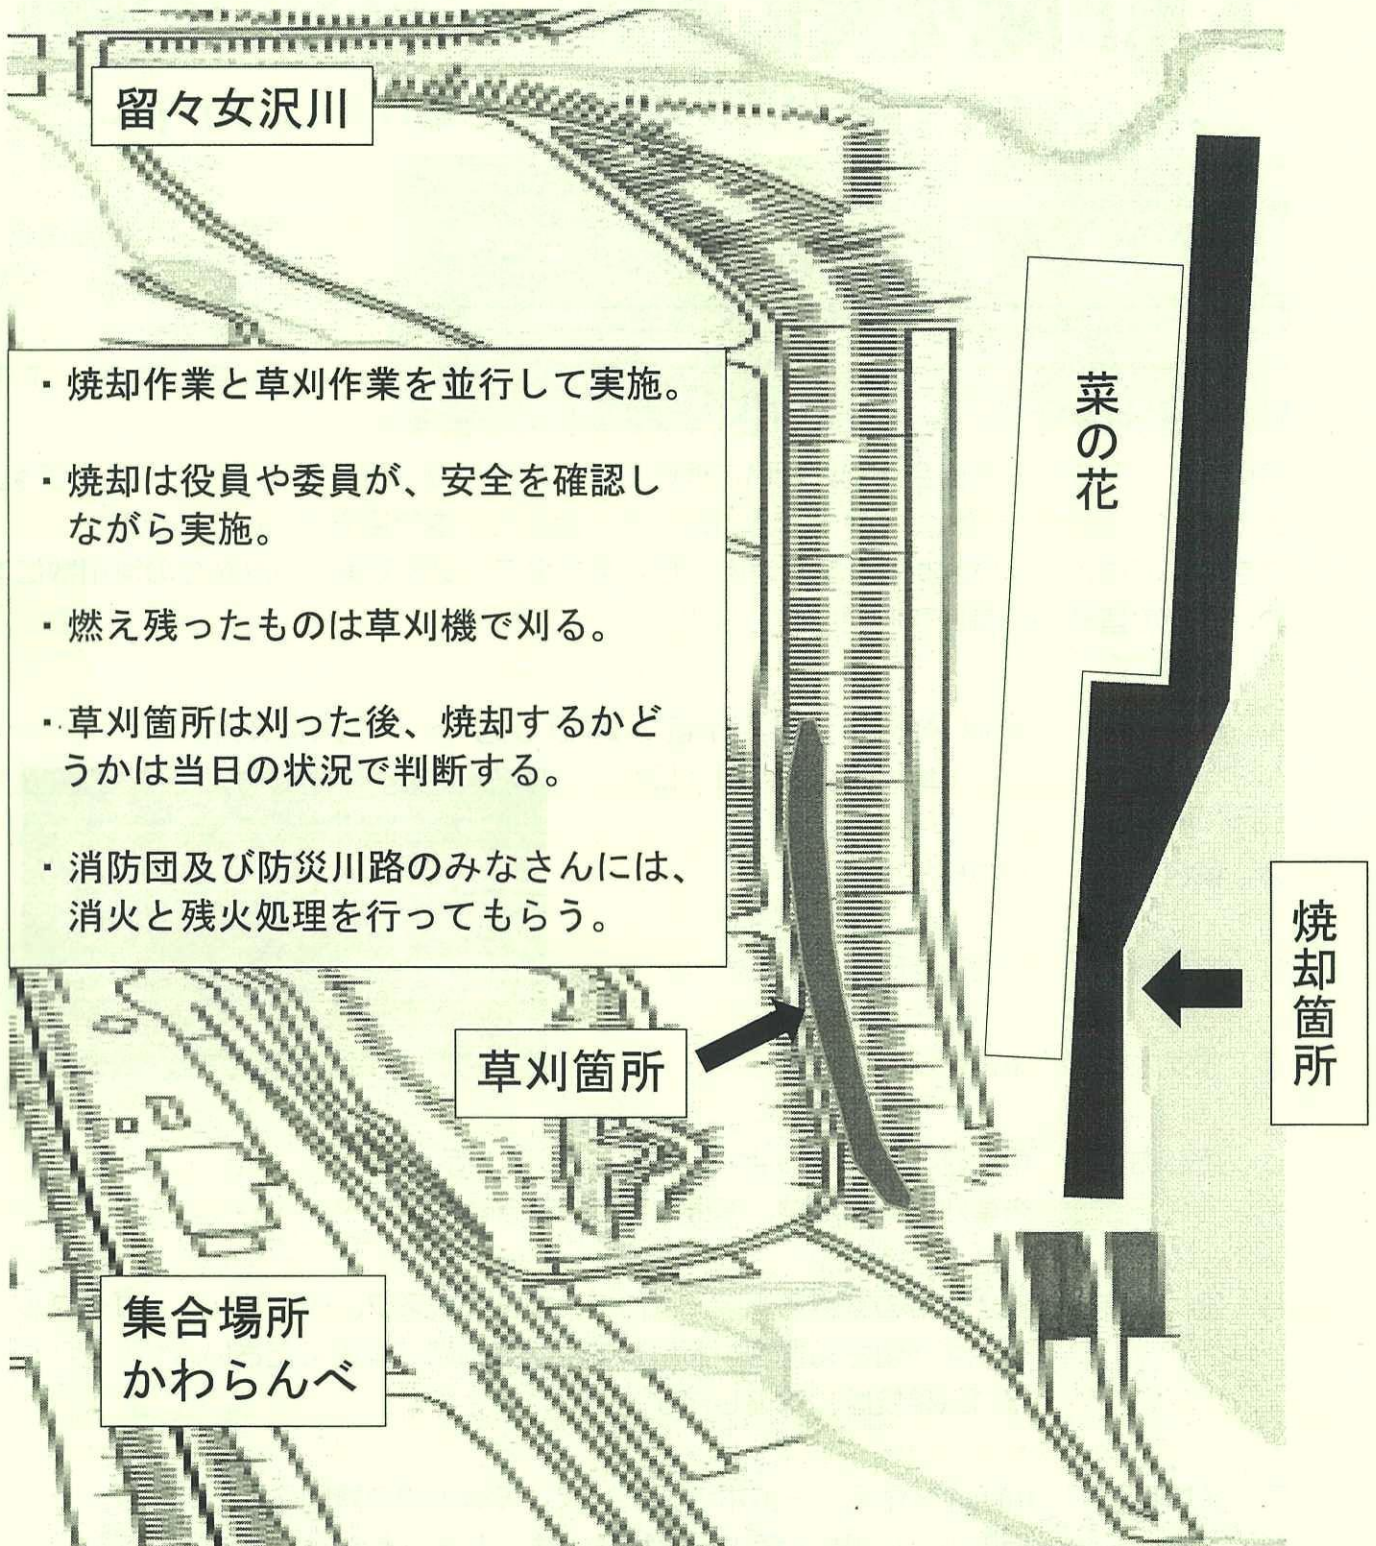 留々女沢川
・焼却作業と草刈作業を並行して実施。
・焼却は役員や委員が、安全を確認し
ながら実施。
・燃え残ったものは草刈機で刈る。
・草刈箇所は刈った後、焼却するかど
うかは当日の状況で判断する。
・消防団及び防災川路のみなさんには、
消火と残火処理を行ってもらう。
菜の花
焼却箇所
草刈箇所
集合場所
かわらんべ